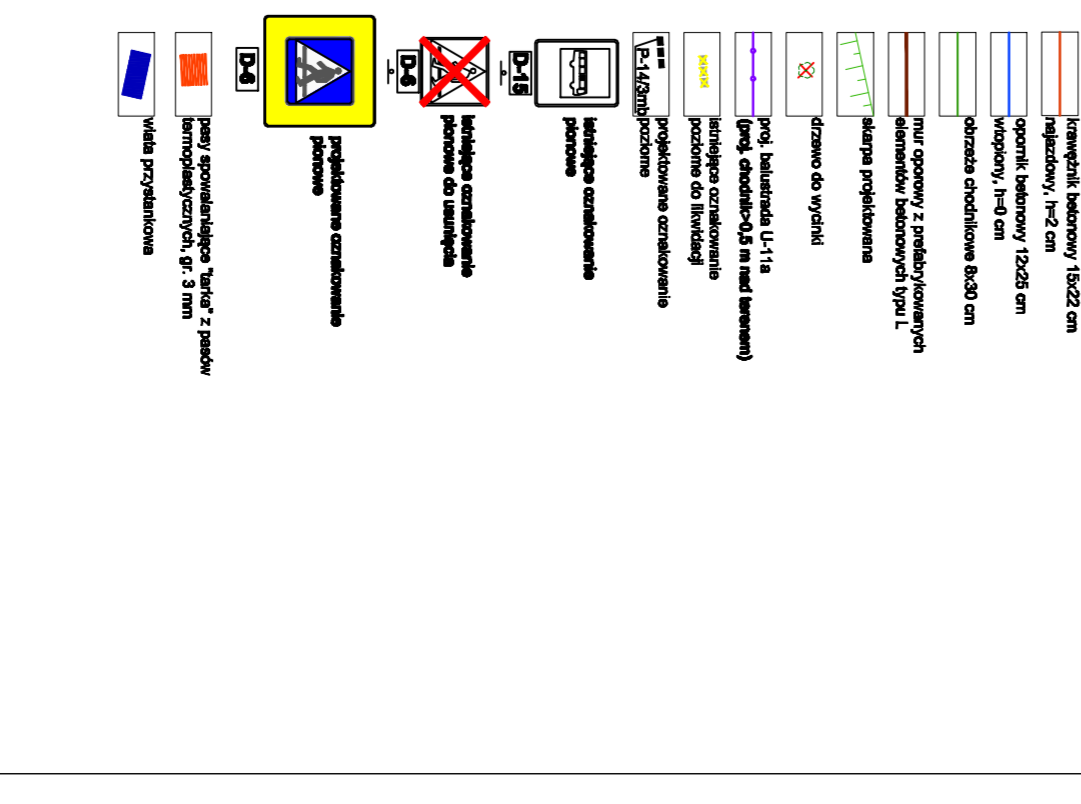 krawężnik betonowy 15x22 cm
najazdowy, h=2 cm
opornik betonowy 12x25 cm
wtopiony, h=0 cm
obrzeże chodnikowe 8x30 cm
mur oporowy z prefabrykowanych
elementów betonowych typu L
skarpa projektowana
drzewo do wycinki
proj. balustrada U-11a
(proj. chodnik>0,5 m nad terenem)
istniejące oznakowanie
poziome do likwidacji
P-14/3mb
projektowane oznakowanie
poziome
D-15
istniejące oznakowanie
pionowe
D-6
istniejące oznakowanie
pionowe do usunięcia
D-6
projektowane oznakowanie
pionowe
pasy spowalaniające "tarka" z pasów
termoplastycznych, gr. 3 mm
wiata przystankowa